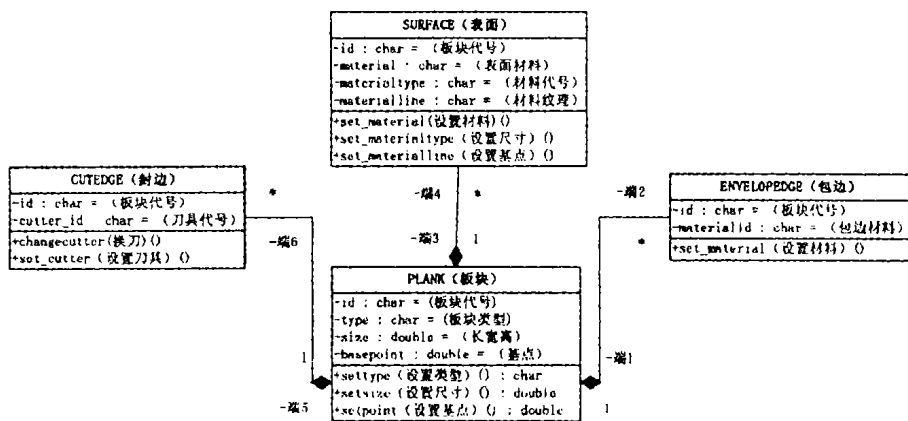 SURFACE（表面）
-id : char = （板块代号）
-material : char = （表面材料）
-materialtype : char = （材料代号）
-materialline : char = （材料纹理）
+set_material(设置材料)()
+set_materialtype（设置尺寸）()
+set_materialline（设置基点）()
CUTEDGE（封边）
-id : char = （板块代号）
-cutter_id char = （刀具代号）
+changecutter(换刀)()
+set_cutter（设置刀具）()
*
-端6
-端4
*
-端3
1
-端2
*
ENVELOPEDGE（包边）
-id : char = （板块代号）
-materialid : char = （包边材料）
+set_material（设置材料）()
PLANK（板块）
-id : char = (板块代号)
-type : char = (板块类型)
-size : double = （长宽高）
-basepoint : double = （基点）
+settype（设置类型）() : char
+setsize（设置尺寸）() : double
+setpoint（设置基点）() : double
1
-端5
-端1
1